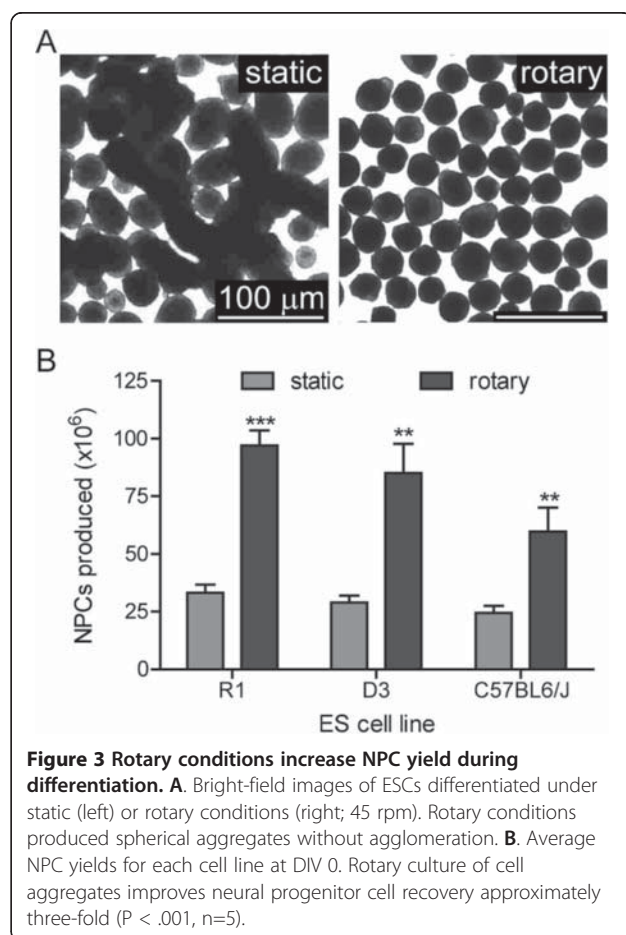 A
static
rotary
100 μm
B
static
rotary
125
100
75
50
25
0
NPCs produced (x10⁶)
***
**
**
R1
D3
C57BL6/J
ES cell line
Figure 3 Rotary conditions increase NPC yield during
differentiation. A. Bright-field images of ESCs differentiated under
static (left) or rotary conditions (right; 45 rpm). Rotary conditions
produced spherical aggregates without agglomeration. B. Average
NPC yields for each cell line at DIV 0. Rotary culture of cell
aggregates improves neural progenitor cell recovery approximately
three-fold (P < .001, n=5).